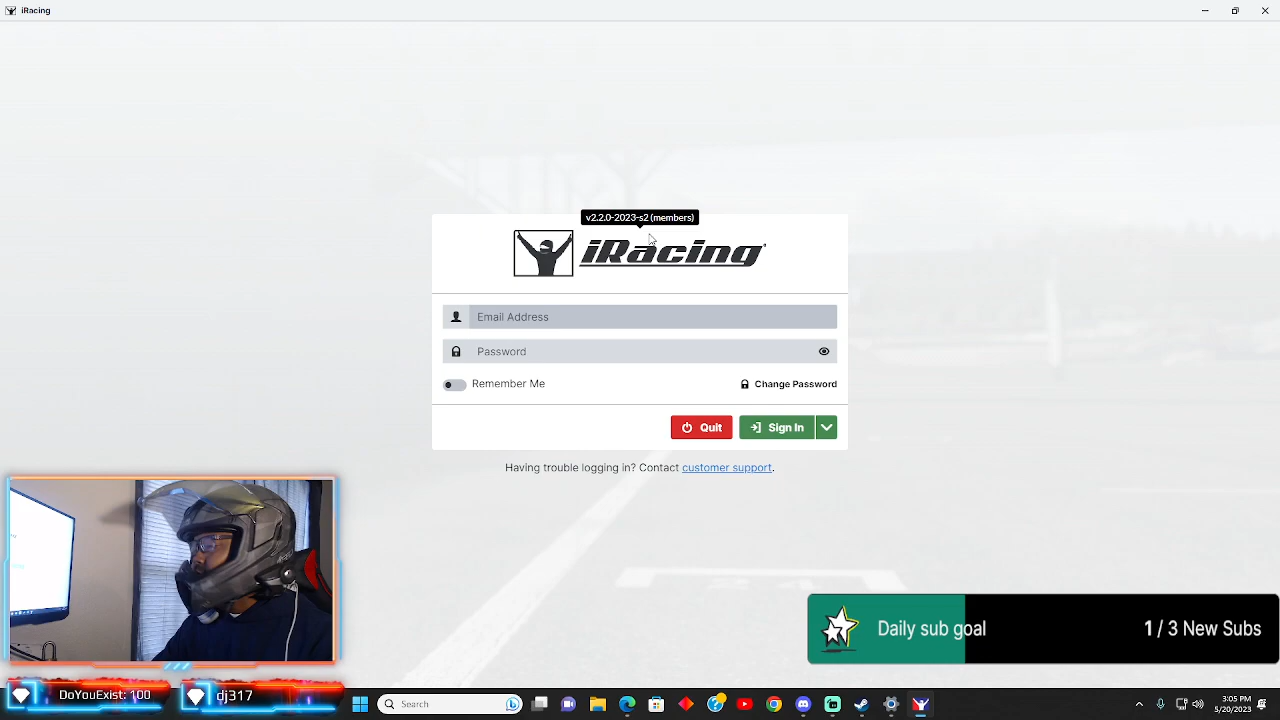 iRacing
v2.2.0-2023-s2 (members)
iRacing
Email Address
Password
Remember Me
Change Password
Quit
Sign In
Having trouble logging in? Contact customer support.
Daily sub goal
1 / 3 New Subs
DoYouExist: 100
dj317
Search
3:05 PM
5/20/2023